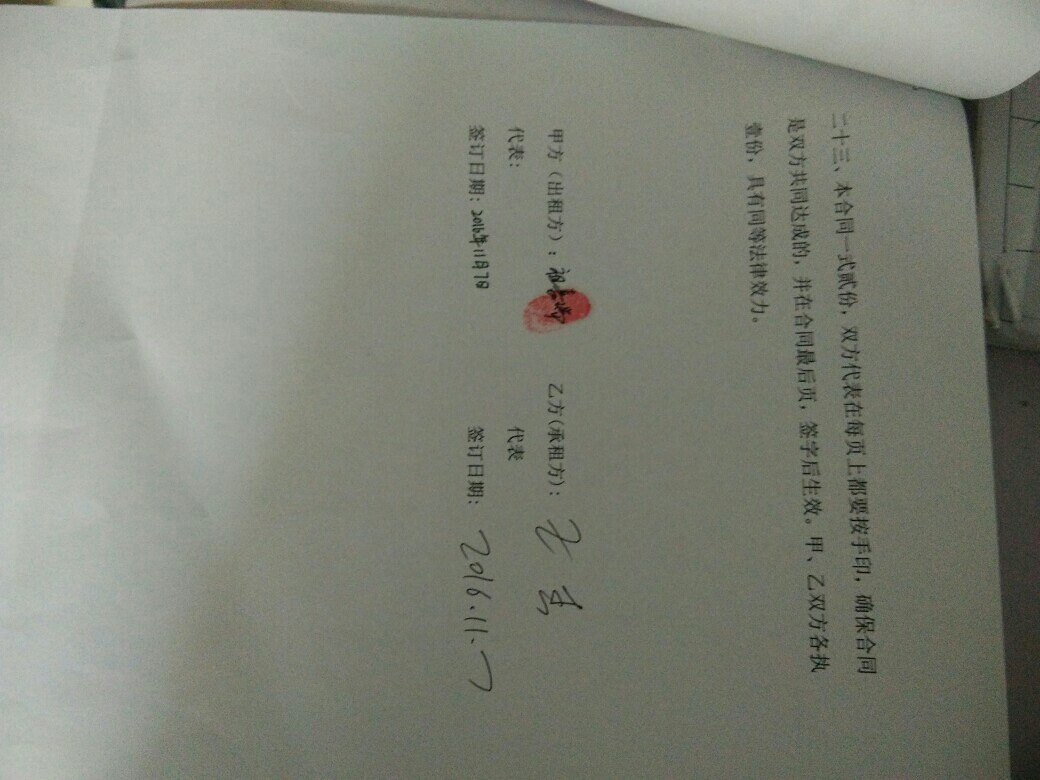 二十三、本合同一式贰份，双方代表在每页上都要按手印，确保合同
是双方共同达成的，并在合同最后页，签字后生效。甲、乙双方各执
壹份，具有同等法律效力。
甲方（出租方）： 乙方(承租方)：
代表： 代表
签订日期：2016年11月7日 签订日期：2016.11.7